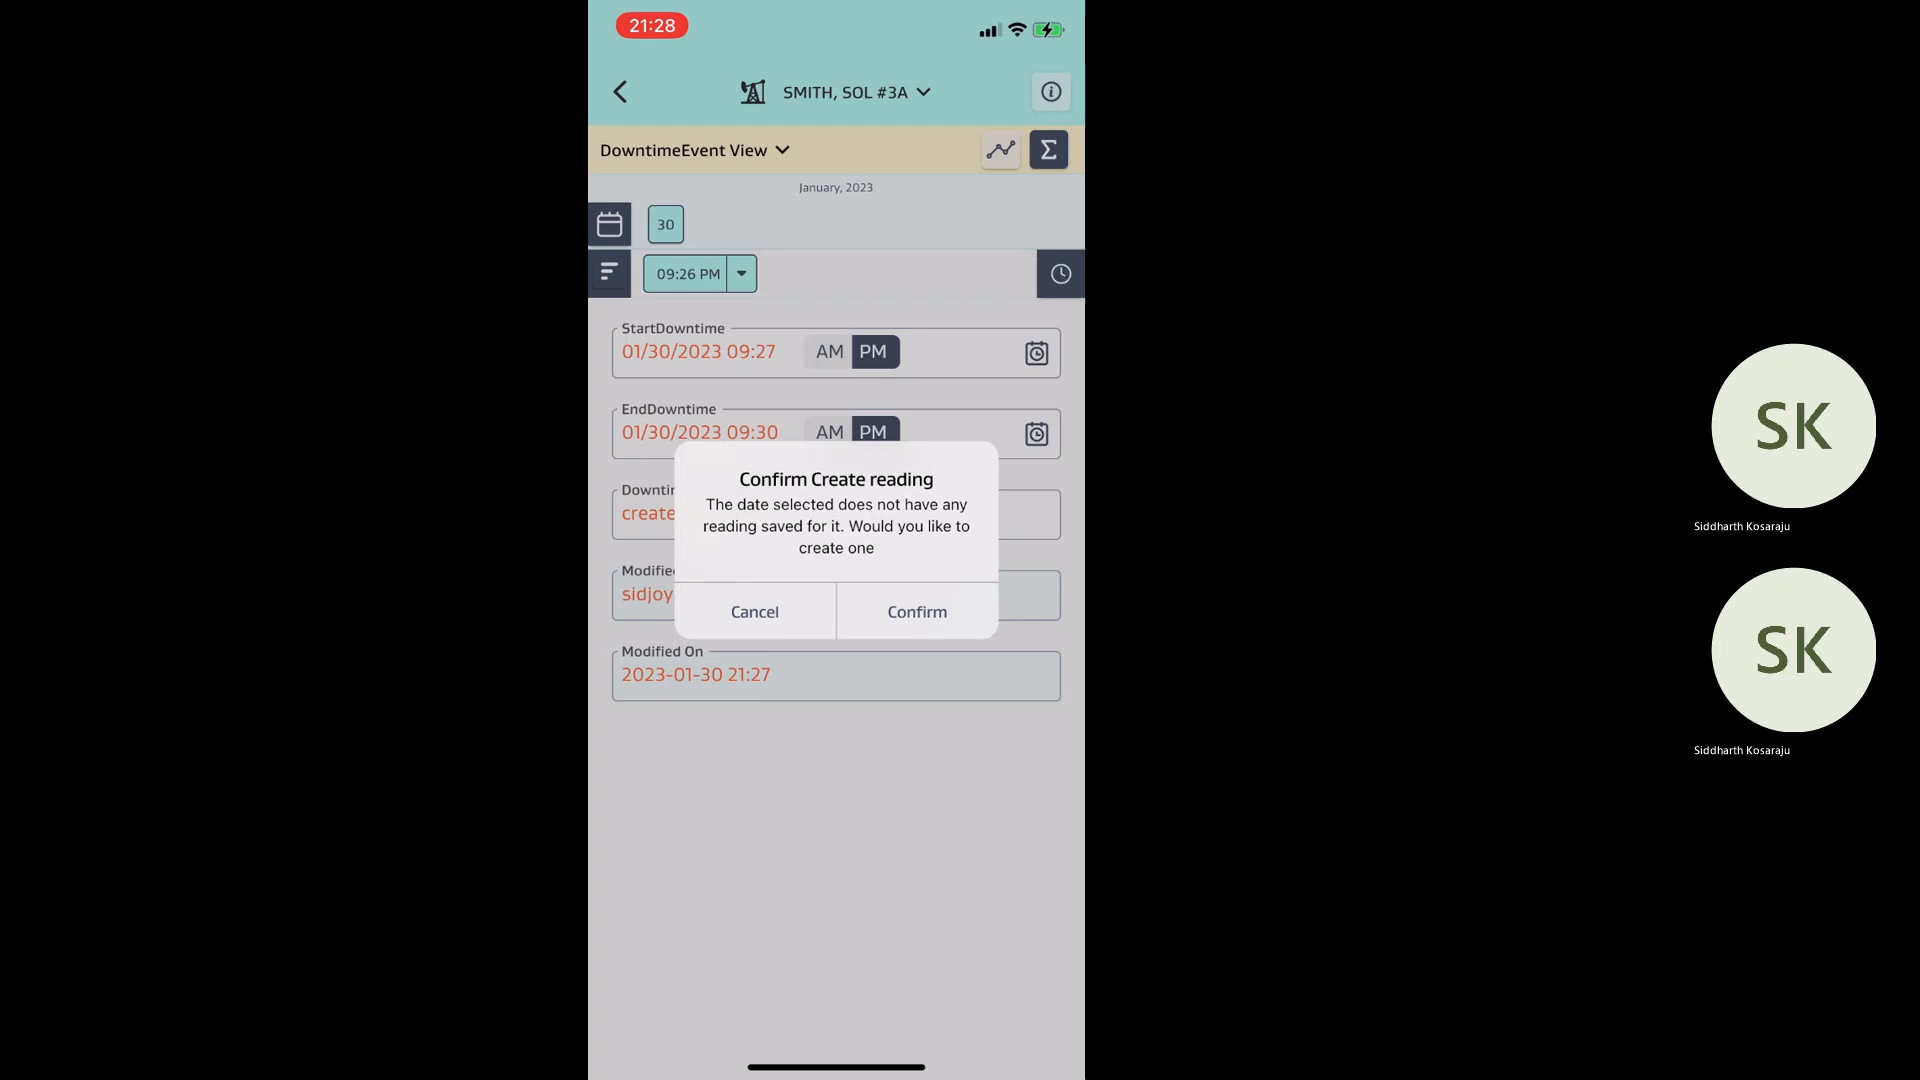 21:28
SMITH, SOL #3A
DowntimeEvent View
Σ
January, 2023
30
09:26 PM
StartDowntime
01/30/2023 09:27 AM PM
EndDowntime
01/30/2023 09:30 AM PM
Confirm Create reading
The date selected does not have any
reading saved for it. Would you like to
create one
Cancel Confirm
create
sidjoy
Modified On
2023-01-30 21:27
SK
Siddharth Kosaraju
SK
Siddharth Kosaraju